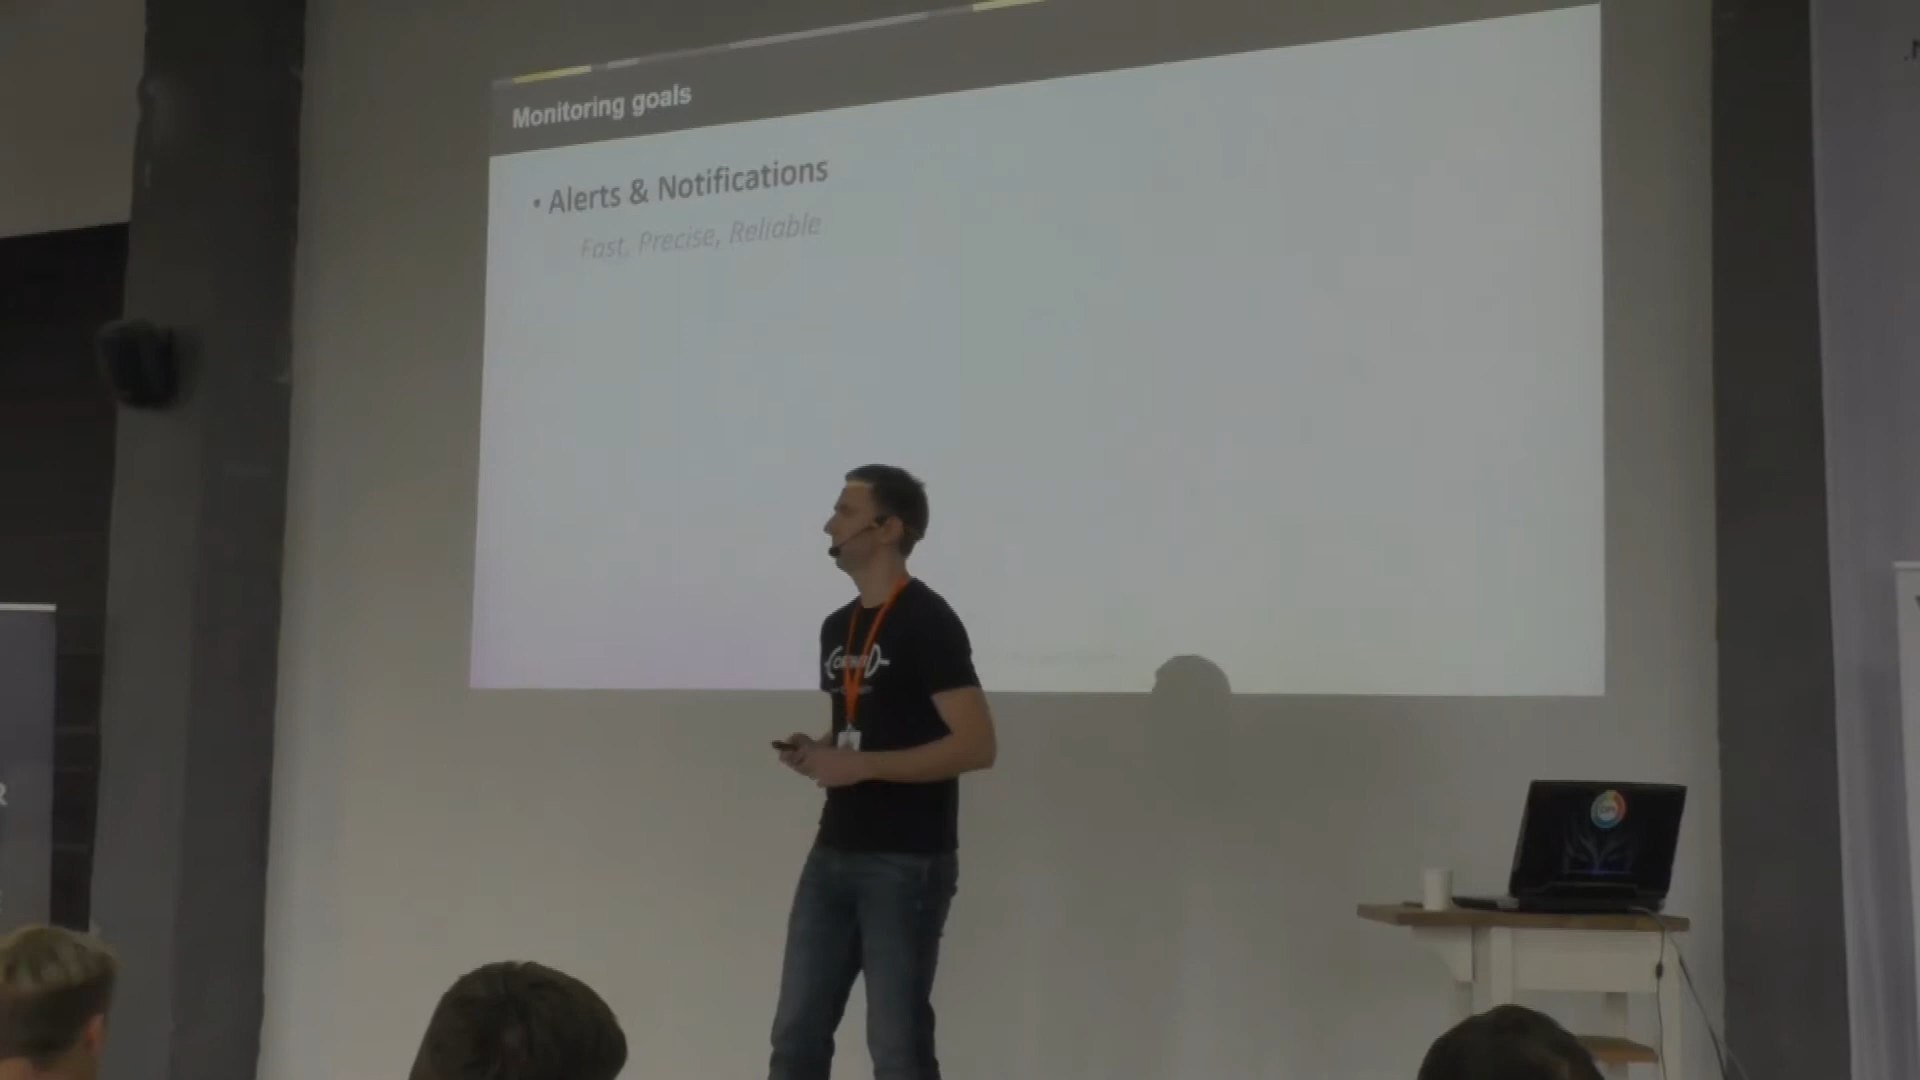 Monitoring goals
• Alerts & Notifications
Fast, Precise, Reliable
R